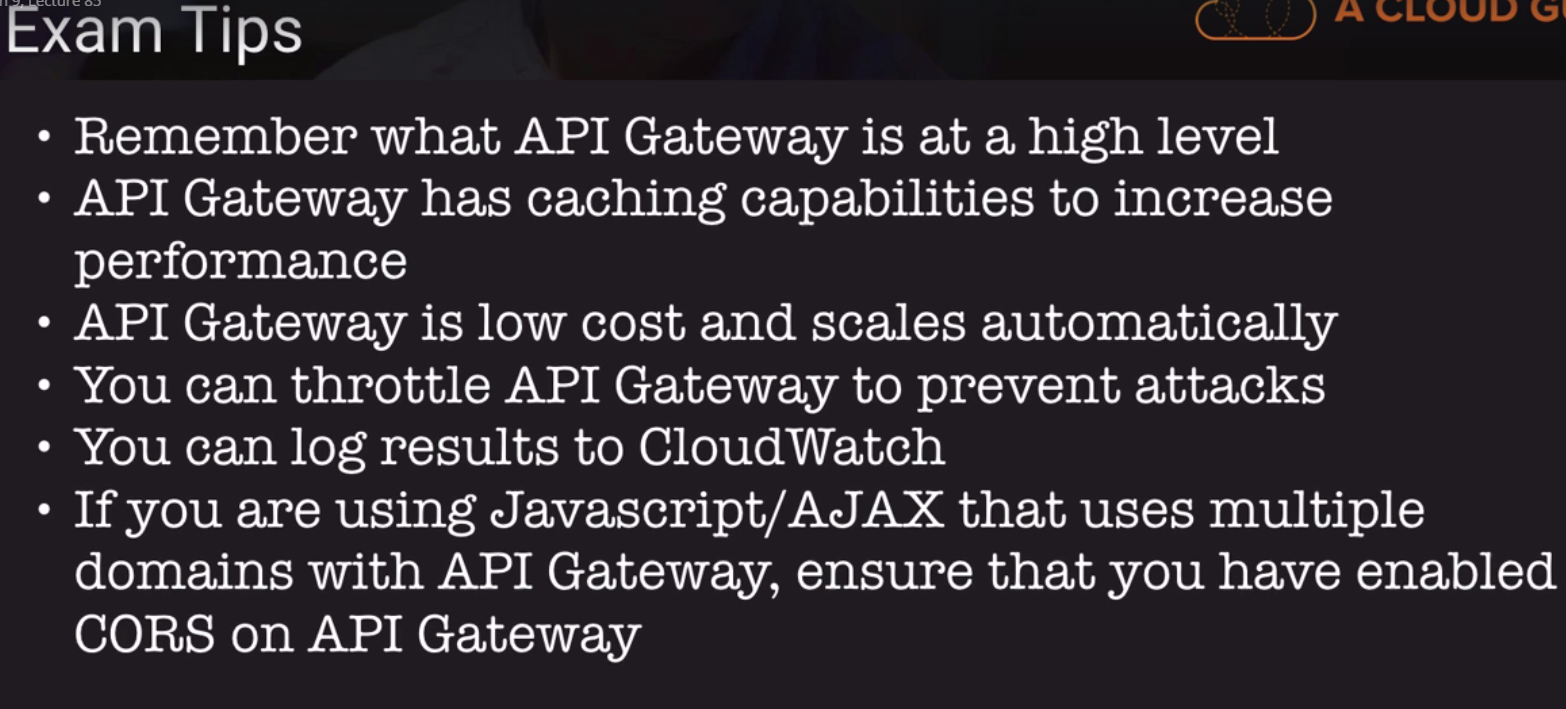 Lecture 85
Exam Tips
A CLOUD
• Remember what API Gateway is at a high level
• API Gateway has caching capabilities to increase
performance
• API Gateway is low cost and scales automatically
• You can throttle API Gateway to prevent attacks
• You can log results to CloudWatch
• If you are using Javascript/AJAX that uses multiple
domains with API Gateway, ensure that you have enabled
CORS on API Gateway